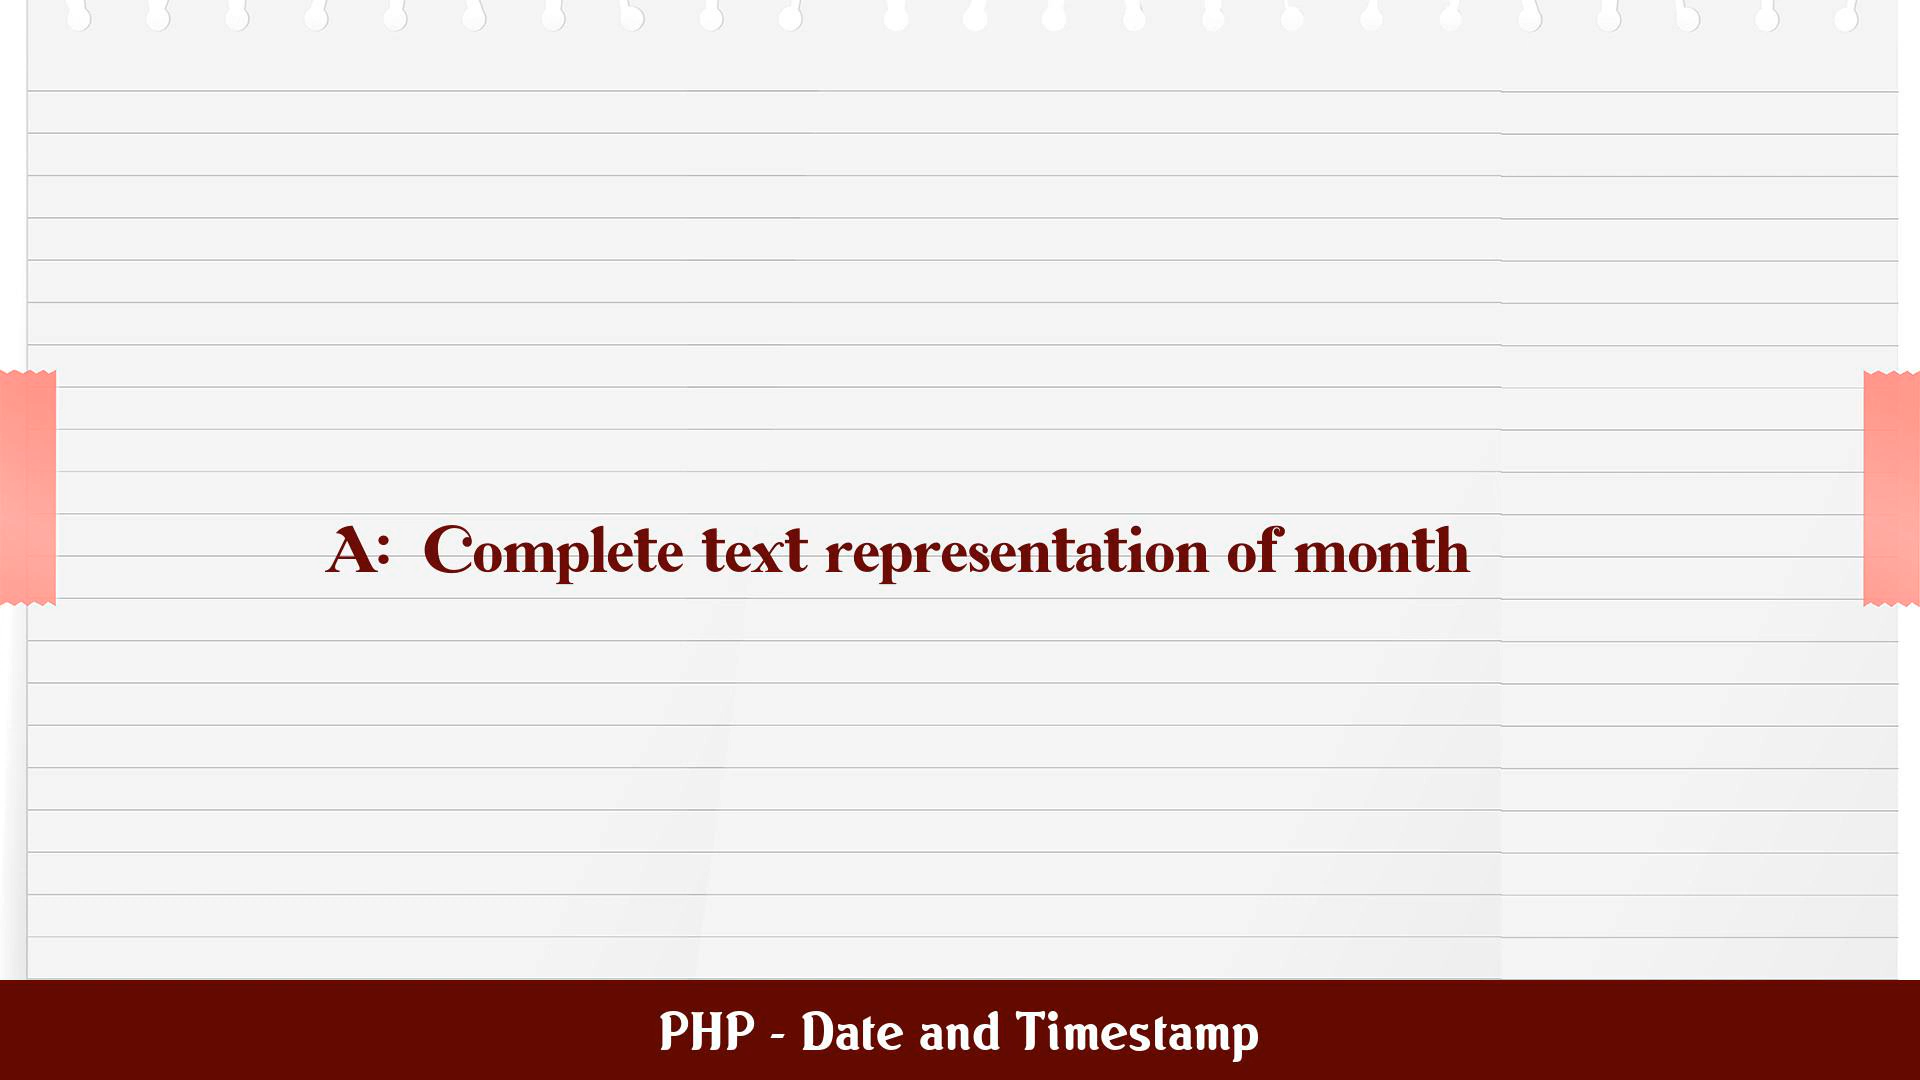 A: Complete text representation of month
PHP - Date and Timestamp